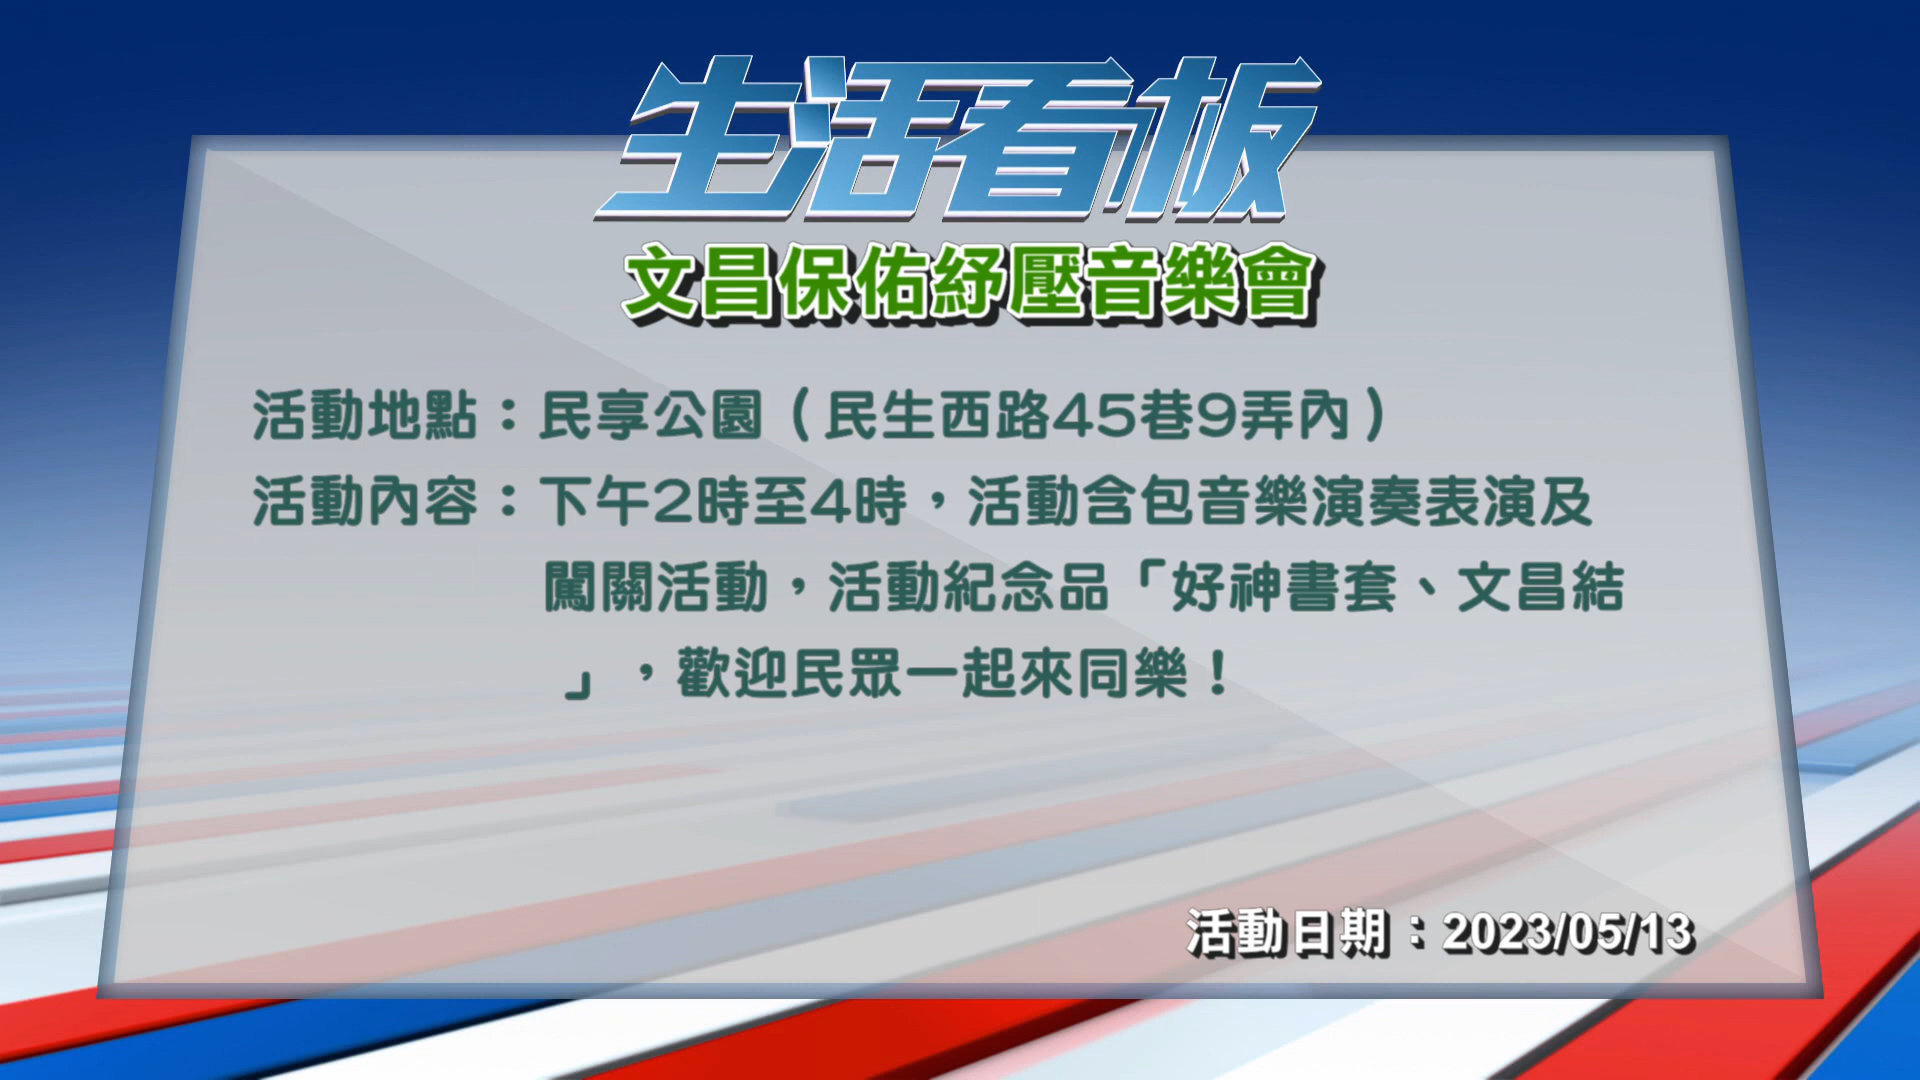 生活看板
文昌保佑紓壓音樂會
活動地點：民享公園（民生西路45巷9弄內）
活動內容：下午2時至4時，活動含包音樂演奏表演及
闖關活動，活動紀念品「好神書套、文昌結
」，歡迎民眾一起來同樂！
活動日期：2023/05/13